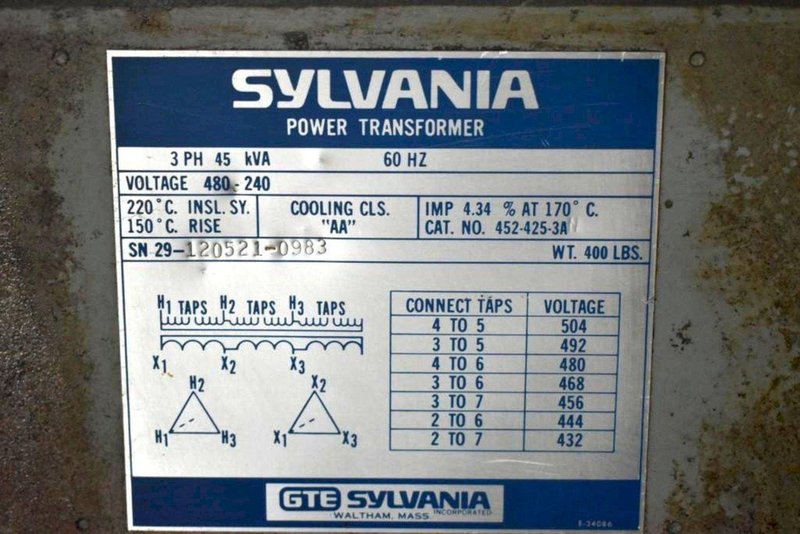 SYLVANIA
POWER TRANSFORMER
3 PH 45 kVA 60 HZ
VOLTAGE 480-240
220°C. INSL. SY. COOLING CLS. IMP 4.34 % AT 170° C.
150°C. RISE "AA" CAT. NO. 452-425-3A
SN 29-120521-0983 WT. 400 LBS.
H1 TAPS H2 TAPS H3 TAPS
X1 X2 X3
H2 X2
H1 H3 X1 X3
CONNECT TAPS VOLTAGE
4 TO 5 504
3 TO 5 492
4 TO 6 480
3 TO 6 468
3 TO 7 456
2 TO 6 444
2 TO 7 432
GTE SYLVANIA
INCORPORATED
WALTHAM, MASS.
E-34086